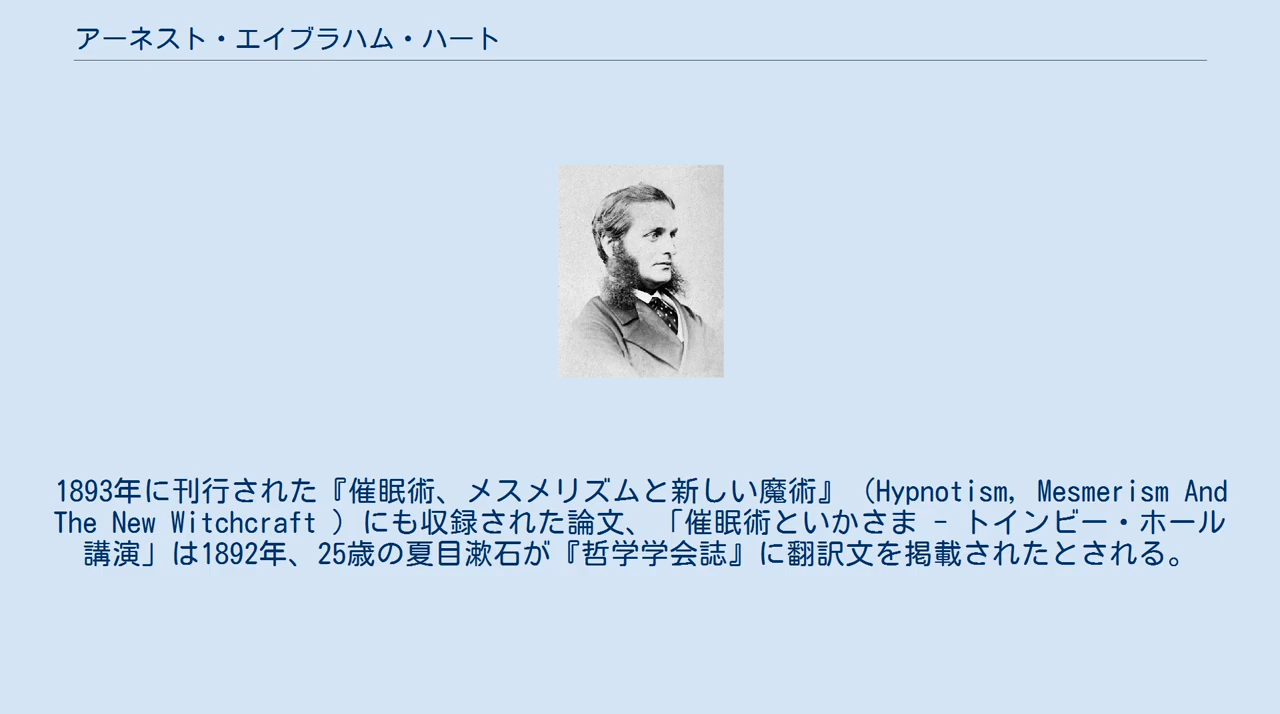 アーネスト・エイブラハム・ハート
1893年に刊行された『催眠術、メスメリズムと新しい魔術』（Hypnotism, Mesmerism And
The New Witchcraft ）にも収録された論文、「催眠術といかさま - トインビー・ホール
講演」は1892年、25歳の夏目漱石が『哲学学会誌』に翻訳文を掲載されたとされる。